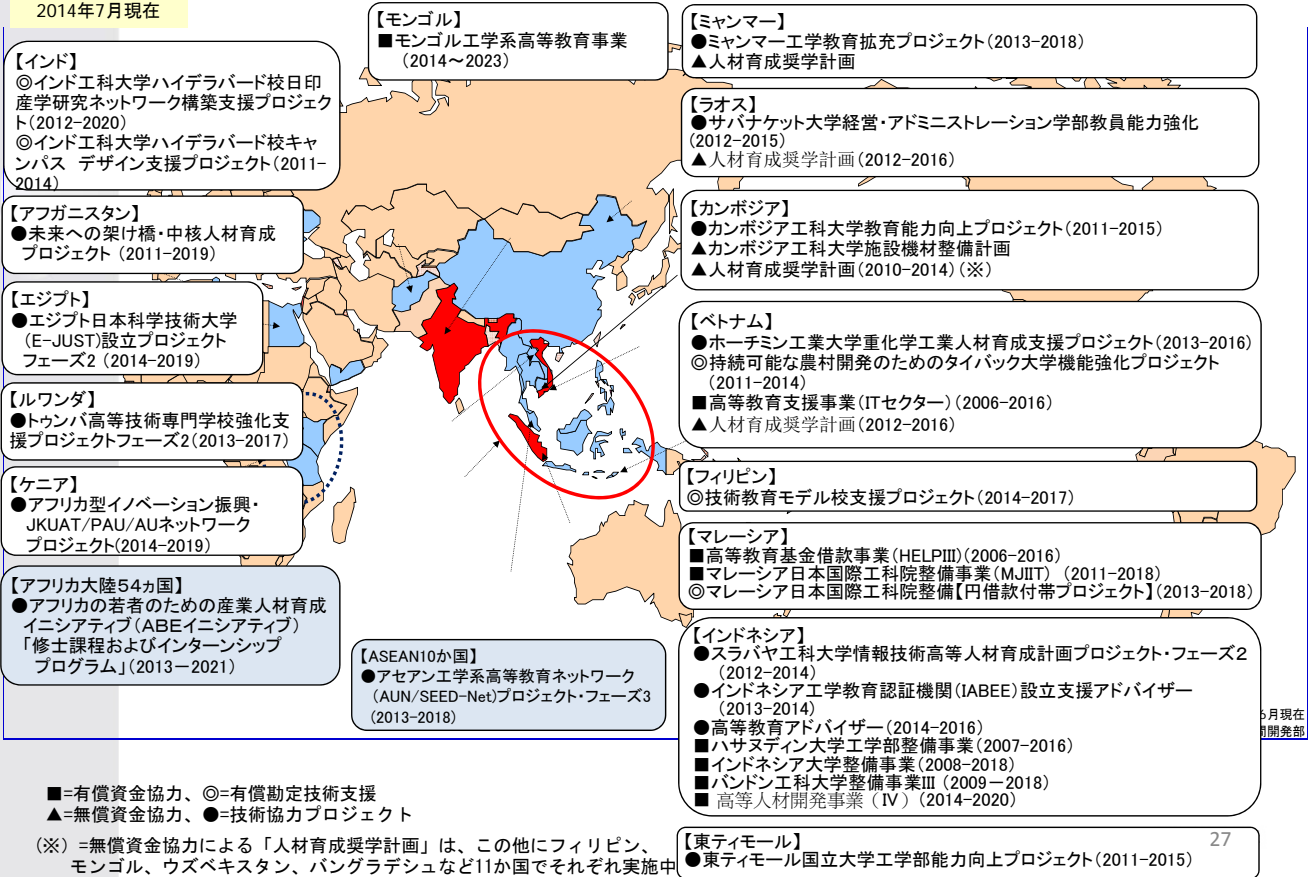 2014年7月現在
【インド】
◎インド工科大学ハイデラバード校日印
産学研究ネットワーク構築支援プロジェク
ト(2012-2020)
◎インド工科大学ハイデラバード校キャ
ンパス デザイン支援プロジェクト(2011-
2014)
【アフガニスタン】
●未来への架け橋・中核人材育成
プロジェクト (2011-2019)
【エジプト】
●エジプト日本科学技術大学
(E-JUST)設立プロジェクト
フェーズ2 (2014-2019)
【ルワンダ】
●トゥンバ高等技術専門学校強化支
援プロジェクトフェーズ2(2013-2017)
【ケニア】
●アフリカ型イノベーション振興・
JKUAT/PAU/AUネットワーク
プロジェクト(2014-2019)
【アフリカ大陸54ヵ国】
●アフリカの若者のための産業人材育成
イニシアティブ(ABEイニシアティブ)
「修士課程およびインターンシップ
プログラム」(2013-2021)
【モンゴル】
■モンゴル工学系高等教育事業
(2014～2023)
【ASEAN10か国】
●アセアン工学系高等教育ネットワーク
(AUN/SEED-Net)プロジェクト・フェーズ3
(2013-2018)
【ミャンマー】
●ミャンマー工学教育拡充プロジェクト(2013-2018)
▲人材育成奨学計画
【ラオス】
●サバナケット大学経営・アドミニストレーション学部教員能力強化
(2012-2015)
▲人材育成奨学計画(2012-2016)
【カンボジア】
●カンボジア工科大学教育能力向上プロジェクト(2011-2015)
▲カンボジア工科大学施設機材整備計画
▲人材育成奨学計画(2010-2014)(※)
【ベトナム】
●ホーチミン工業大学重化学工業人材育成支援プロジェクト(2013-2016)
◎持続可能な農村開発のためのタイバック大学機能強化プロジェクト
(2011-2014)
■高等教育支援事業(ITセクター)(2006-2016)
▲人材育成奨学計画(2012-2016)
【フィリピン】
◎技術教育モデル校支援プロジェクト(2014-2017)
【マレーシア】
■高等教育基金借款事業(HELPIII)(2006-2016)
■マレーシア日本国際工科院整備事業(MJIIT) (2011-2018)
◎マレーシア日本国際工科院整備【円借款付帯プロジェクト】(2013-2018)
【インドネシア】
●スラバヤ工科大学情報技術高等人材育成計画プロジェクト・フェーズ2
(2012-2014)
●インドネシア工学教育認証機関(IABEE)設立支援アドバイザー
(2013-2014)
●高等教育アドバイザー(2014-2016)
■ハサヌディン大学工学部整備事業(2007-2016)
■インドネシア大学整備事業(2008-2018)
■バンドン工科大学整備事業III (2009-2018)
■ 高等人材開発事業(IV)(2014-2020)
月現在
開発部
【東ティモール】
●東ティモール国立大学工学部能力向上プロジェクト(2011-2015)
27
■=有償資金協力、◎=有償勘定技術支援
▲=無償資金協力、●=技術協力プロジェクト
(※) =無償資金協力による「人材育成奨学計画」は、この他にフィリピン、
モンゴル、ウズベキスタン、バングラデシュなど11か国でそれぞれ実施中